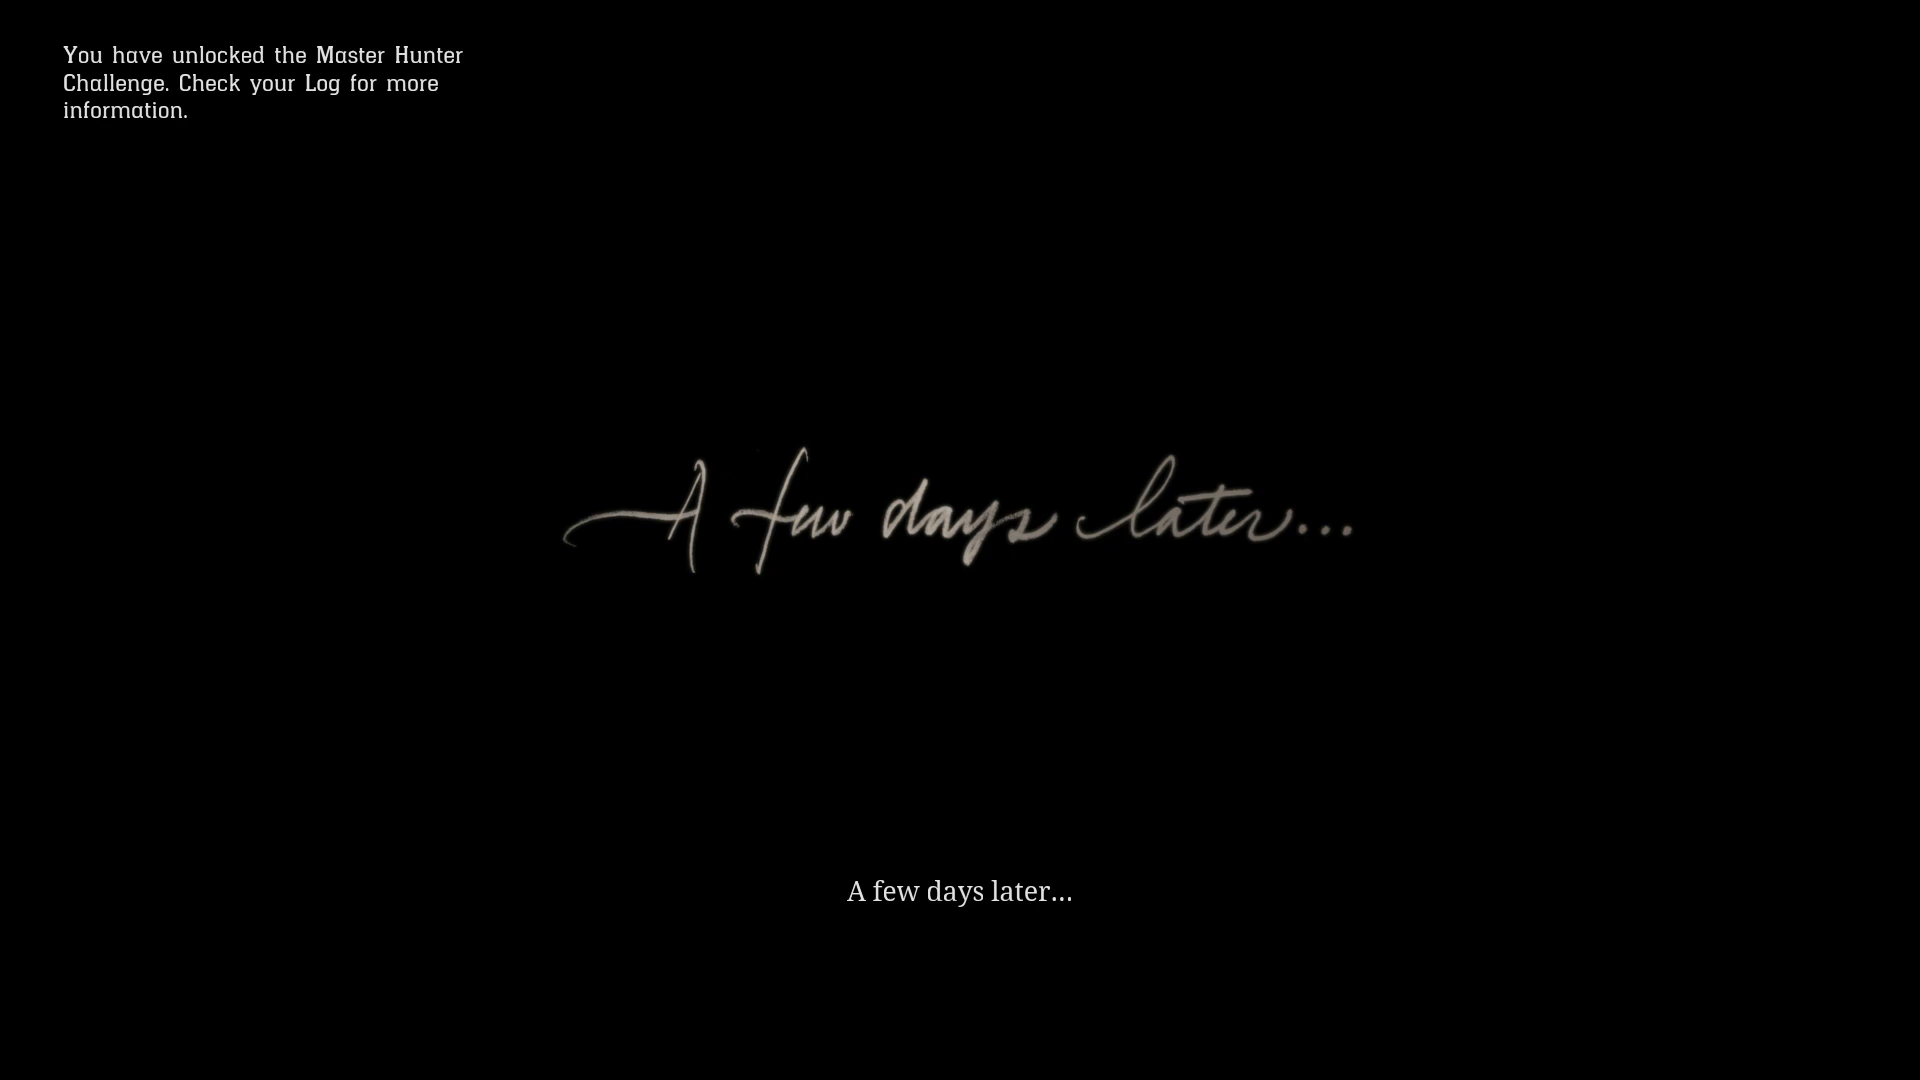 You have unlocked the Master Hunter
Challenge. Check your Log for more
information.
A few days later...
A few days later...